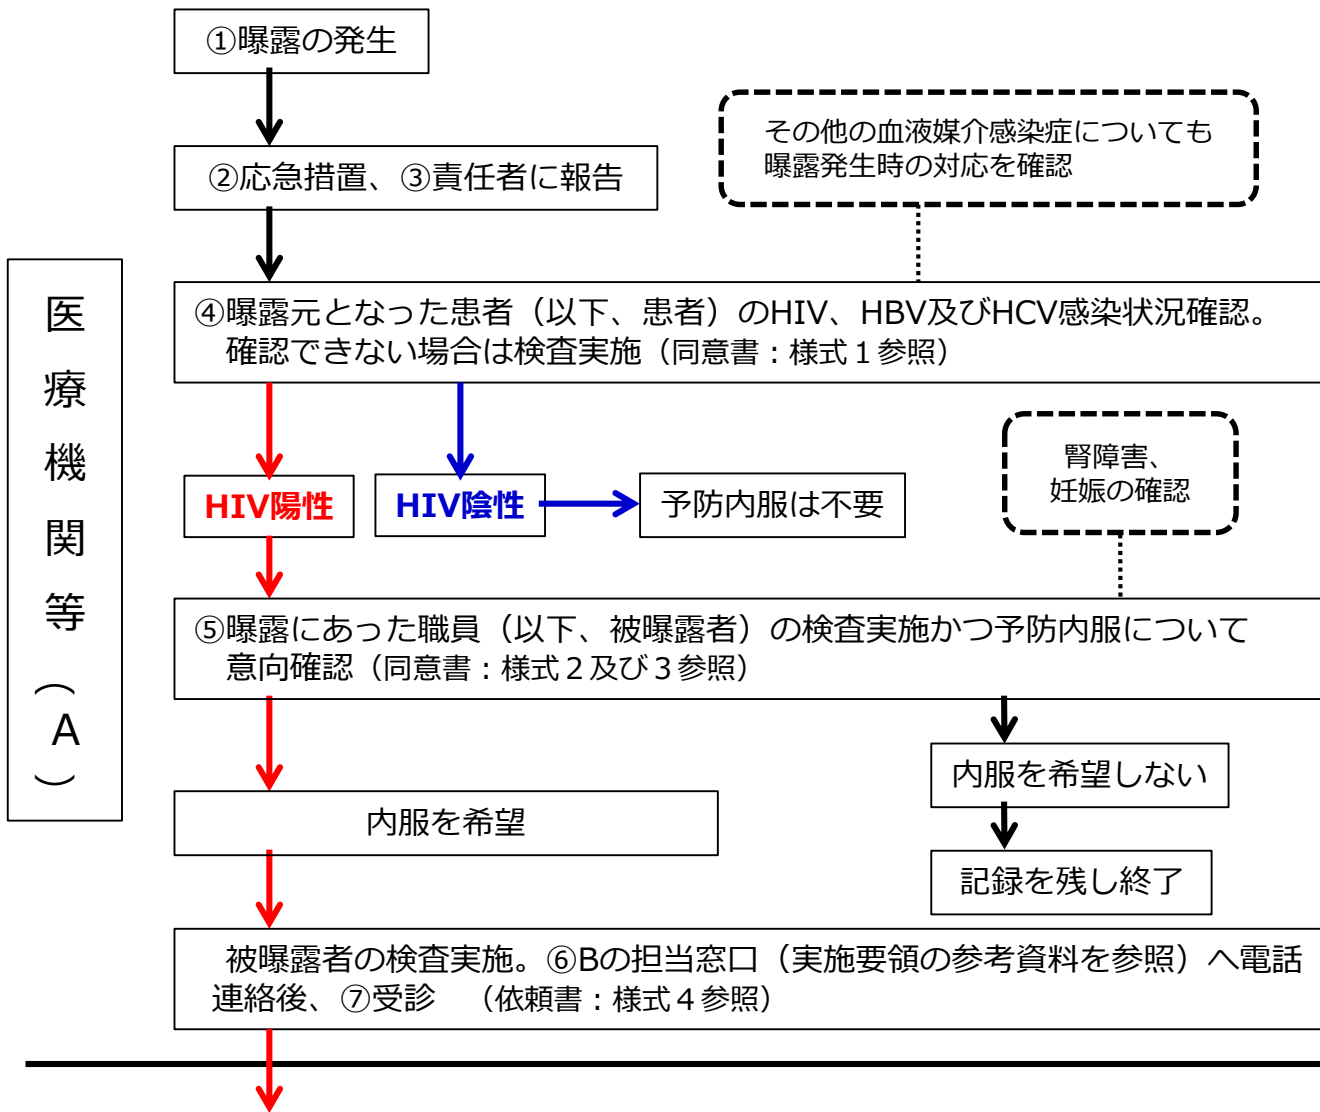 ①曝露の発生
②応急措置、③責任者に報告
その他の血液媒介感染症についても
曝露発生時の対応を確認
医療機関等（A）
④曝露元となった患者（以下、患者）のHIV、HBV及びHCV感染状況確認。
確認できない場合は検査実施（同意書：様式１参照）
HIV陽性
HIV陰性
予防内服は不要
腎障害、
妊娠の確認
⑤曝露にあった職員（以下、被曝露者）の検査実施かつ予防内服について
意向確認（同意書：様式２及び３参照）
内服を希望しない
内服を希望
記録を残し終了
被曝露者の検査実施。⑥Bの担当窓口（実施要領の参考資料を参照）へ電話
連絡後、⑦受診　（依頼書：様式４参照）